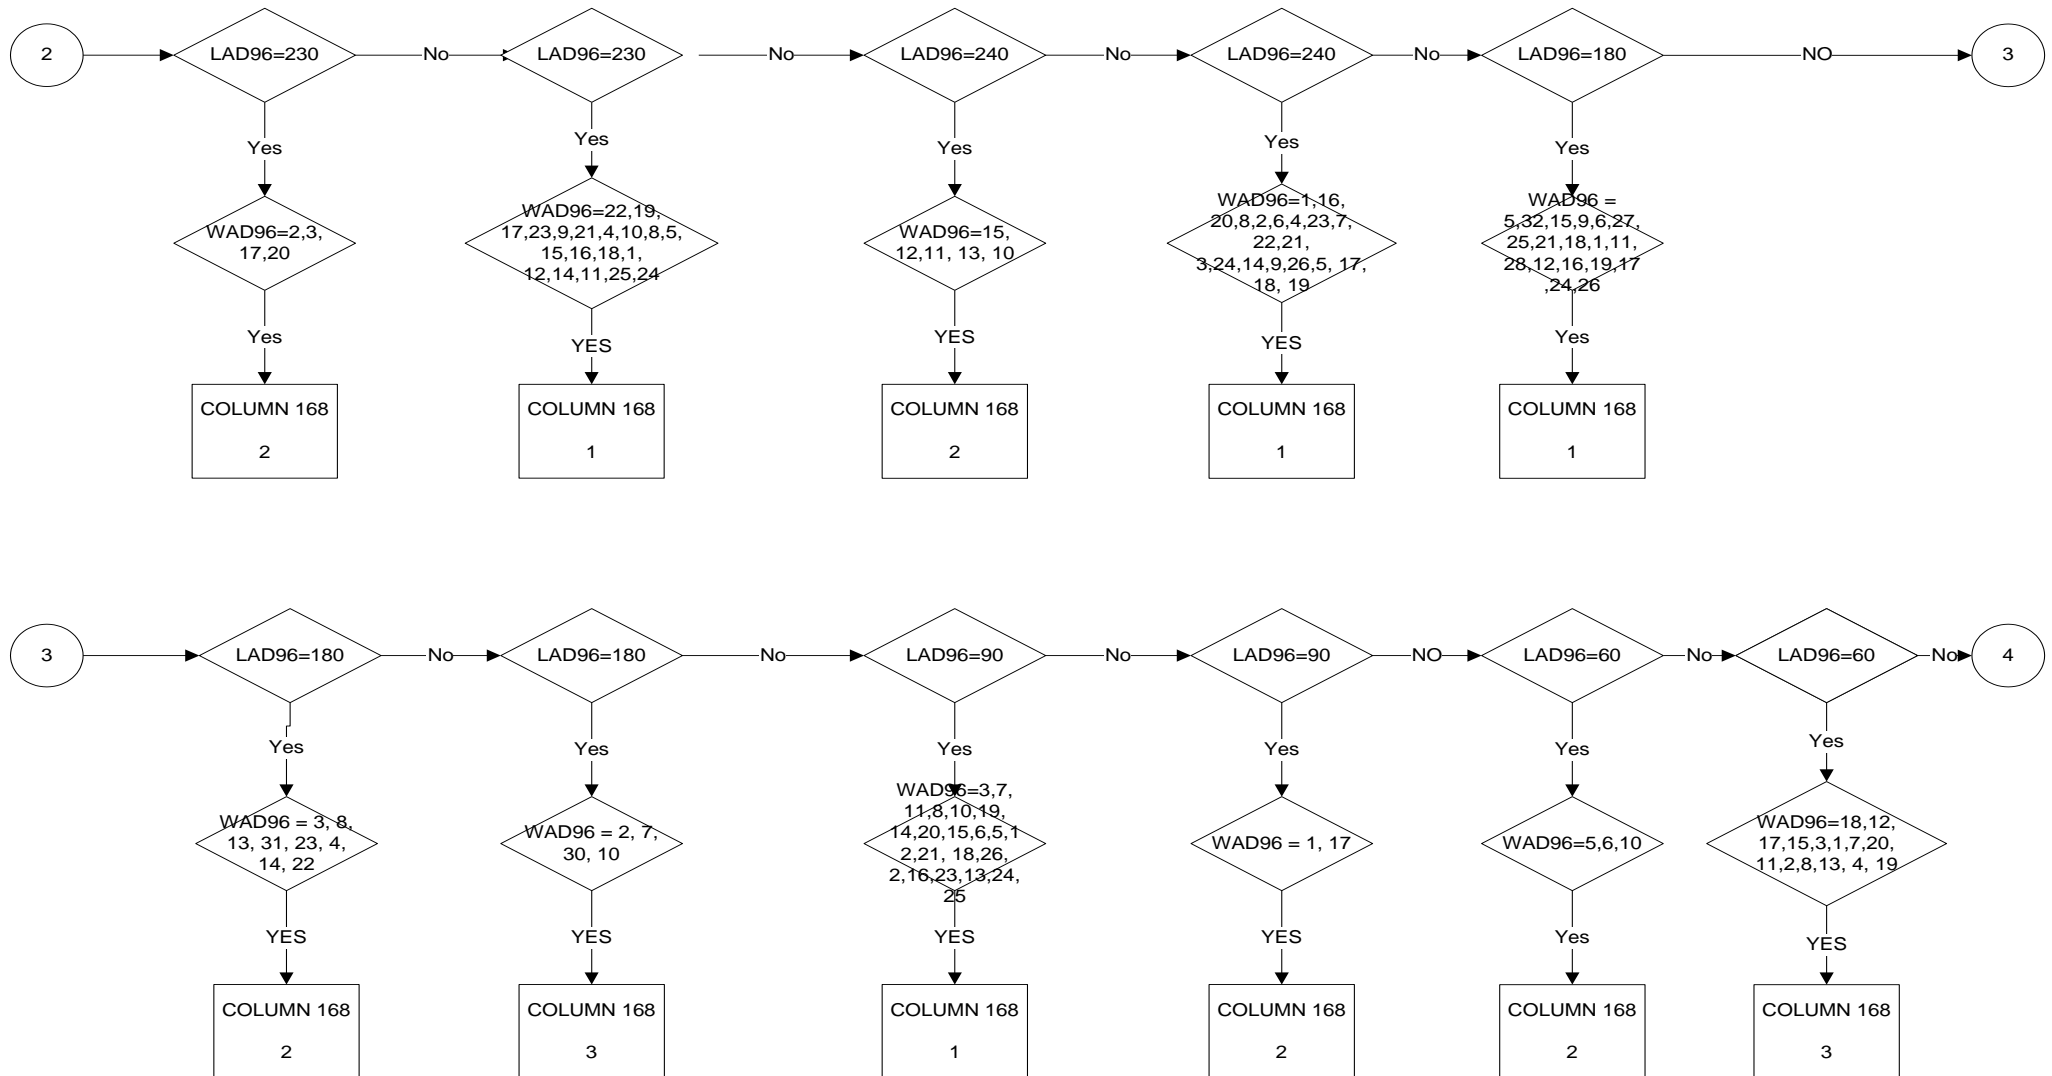 2
LAD96=230
No
LAD96=230
No
LAD96=240
No
LAD96=240
No
LAD96=180
NO
3
Yes
Yes
Yes
Yes
Yes
WAD96=2,3,
17,20
WAD96=22,19,
17,23,9,21,4,10,8,5,
15,16,18,1,
12,14,11,25,24
WAD96=15,
12,11, 13, 10
WAD96=1,16,
20,8,2,6,4,23,7,
22,21,
3,24,14,9,26,5, 17,
18, 19
WAD96 =
5,32,15,9,6,27,
25,21,18,1,11,
28,12,16,19,17
,24,26
Yes
YES
YES
YES
Yes
COLUMN 168
2
COLUMN 168
1
COLUMN 168
2
COLUMN 168
1
COLUMN 168
1
3
LAD96=180
No
LAD96=180
No
LAD96=90
No
LAD96=90
NO
LAD96=60
No
LAD96=60
No
4
Yes
Yes
Yes
Yes
Yes
Yes
WAD96 = 3, 8,
13, 31, 23, 4,
14, 22
WAD96 = 2, 7,
30, 10
WAD96=3,7,
11,8,10,19,
14,20,15,6,5,1
2,21, 18,26,
2,16,23,13,24,
25
WAD96 = 1, 17
WAD96=5,6,10
WAD96=18,12,
17,15,3,1,7,20,
11,2,8,13, 4, 19
YES
YES
YES
YES
Yes
YES
COLUMN 168
2
COLUMN 168
3
COLUMN 168
1
COLUMN 168
2
COLUMN 168
2
COLUMN 168
3